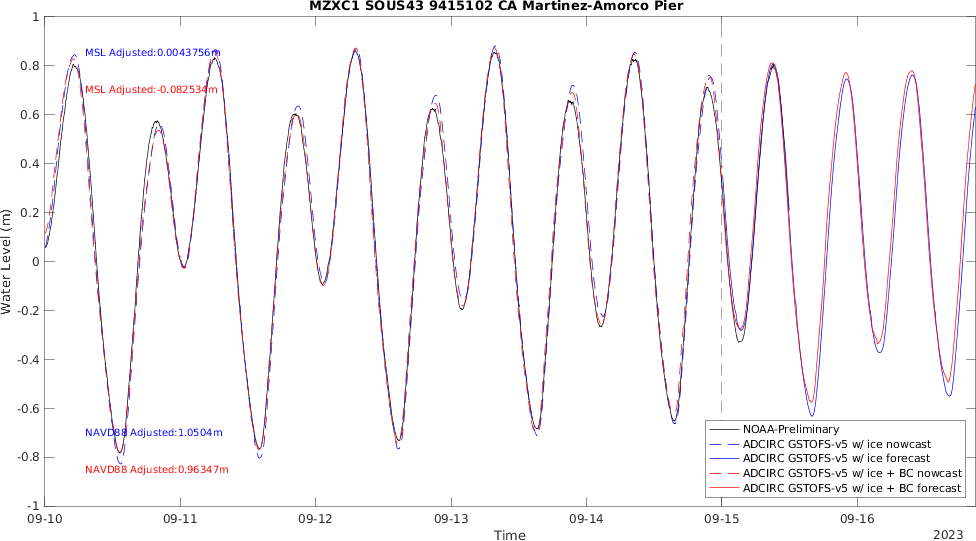 MZXC1 SOUS43 9415102 CA Martinez-Amorco Pier
1
0.8
0.6
0.4
0.2
0
-0.2
-0.4
-0.6
-0.8
-1
Water Level (m)
MSL Adjusted:0.0043756m
MSL Adjusted:-0.082534m
NAVD88 Adjusted:1.0504m
NAVD88 Adjusted:0.96347m
NOAA-Preliminary
ADCIRC GSTOFS-v5 w/ ice nowcast
ADCIRC GSTOFS-v5 w/ ice forecast
ADCIRC GSTOFS-v5 w/ ice + BC nowcast
ADCIRC GSTOFS-v5 w/ ice + BC forecast
09-10 09-11 09-12 09-13 09-14 09-15 09-16
Time
2023